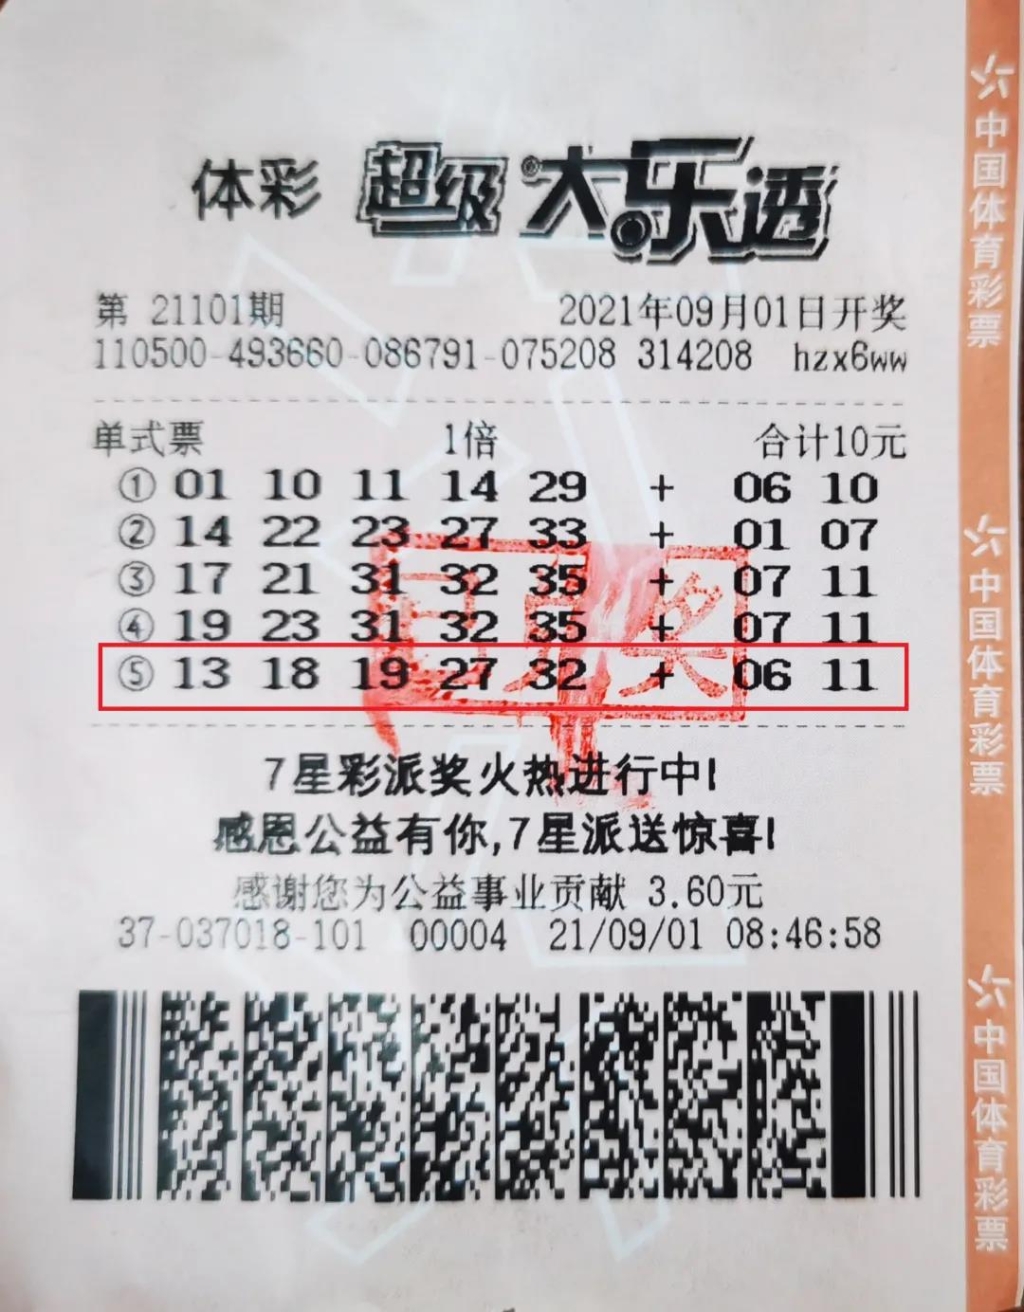 体彩 超级大乐透
第 21101期 2021年09月01日开奖
110500-493660-086791-075208 314208 hzx6ww
单式票 1倍 合计10元
① 01 10 11 14 29 + 06 10
② 14 22 23 27 33 + 01 07
③ 17 21 31 32 35 + 07 11
④ 19 23 31 32 35 + 07 11
⑤ 13 18 19 27 32 + 06 11
7星彩派奖火热进行中!
感恩公益有你,7星派送惊喜!
感谢您为公益事业贡献 3.60元
37-037018-101 00004 21/09/01 08:46:58
中国体育彩票
中国体育彩票
中国体育彩票